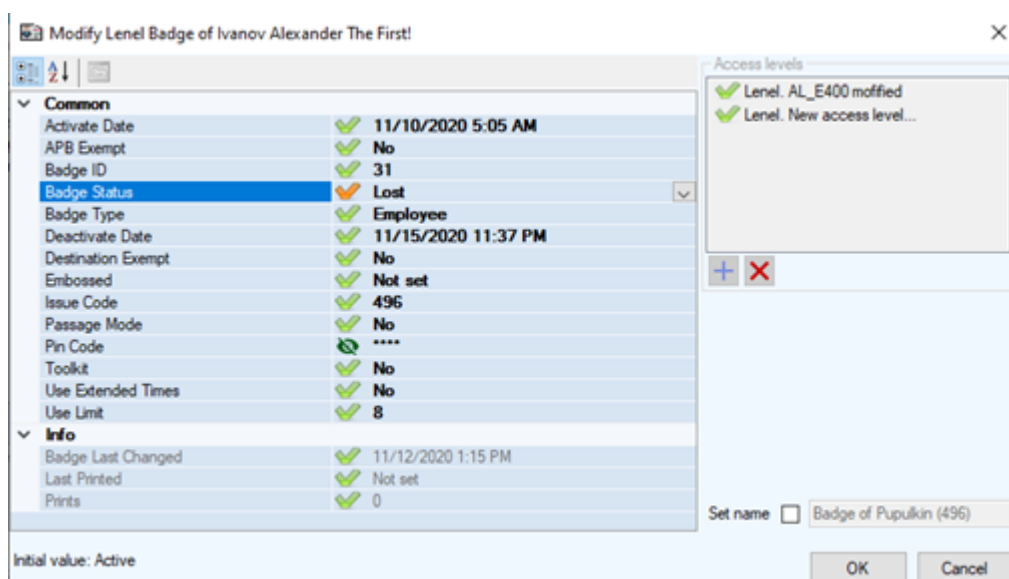 Modify Lenel Badge of Ivanov Alexander The First!
Common
Activate Date 11/10/2020 5:05 AM
APB Exempt No
Badge ID 31
Badge Status Lost
Badge Type Employee
Deactivate Date 11/15/2020 11:37 PM
Destination Exempt No
Embossed Not set
Issue Code 496
Passage Mode No
Pin Code ****
Toolkit No
Use Extended Times No
Use Limit 8
Info
Badge Last Changed 11/12/2020 1:15 PM
Last Printed Not set
Prints 0
Initial value: Active
Access levels
Lenel. AL_E400 moffied
Lenel. New access level...
Set name Badge of Pupulkin (496)
OK Cancel